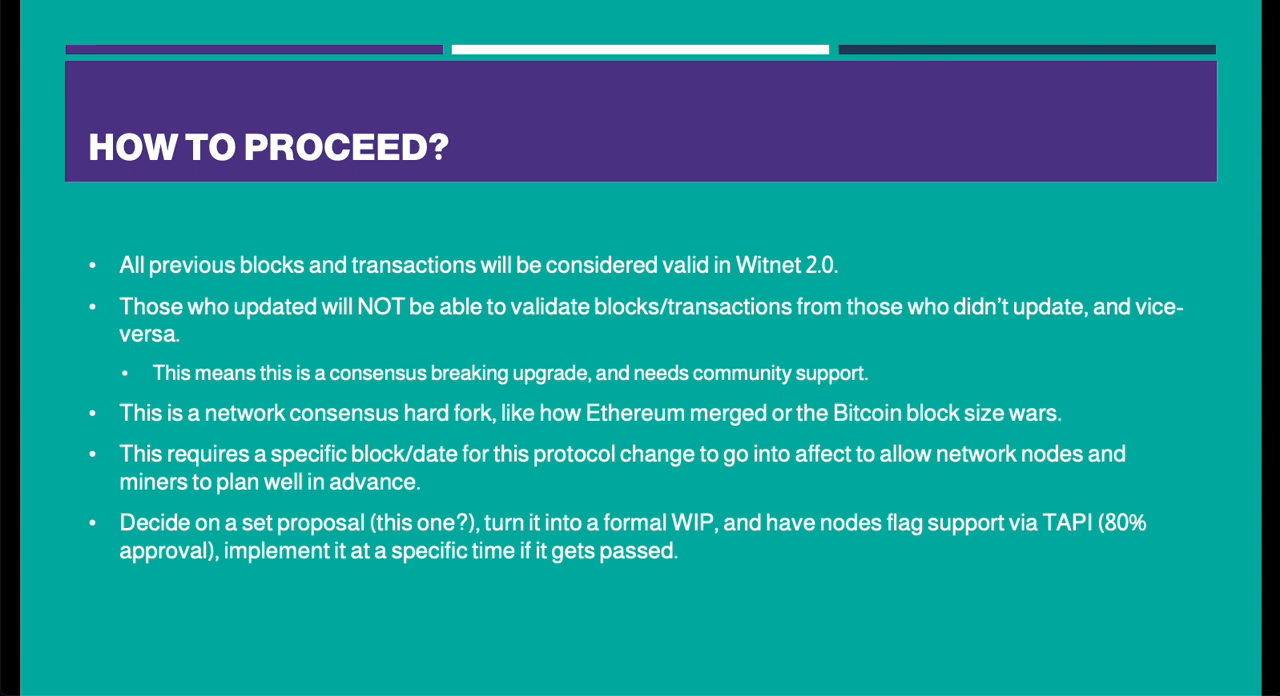 HOW TO PROCEED?
• All previous blocks and transactions will be considered valid in Witnet 2.0.
• Those who updated will NOT be able to validate blocks/transactions from those who didn’t update, and vice-
versa.
• This means this is a consensus breaking upgrade, and needs community support.
• This is a network consensus hard fork, like how Ethereum merged or the Bitcoin block size wars.
• This requires a specific block/date for this protocol change to go into affect to allow network nodes and
miners to plan well in advance.
• Decide on a set proposal (this one?), turn it into a formal WIP, and have nodes flag support via TAPI (80%
approval), implement it at a specific time if it gets passed.